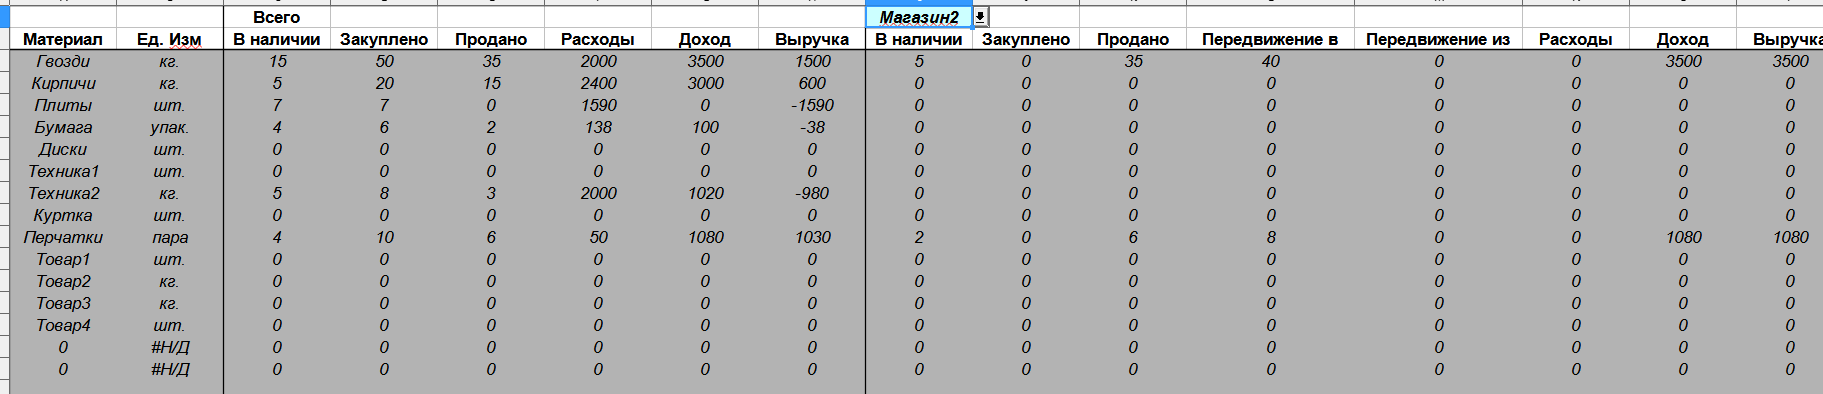 Всего Магазин2
Материал Ед. Изм В наличии Закуплено Продано Расходы Доход Выручка В наличии Закуплено Продано Передвижение в Передвижение из Расходы Доход Выручка
Гвозди кг. 15 50 35 2000 3500 1500 5 0 35 40 0 0 3500 3500
Кирпичи кг. 5 20 15 2400 3000 600 0 0 0 0 0 0 0 0
Плиты шт. 7 7 0 1590 0 -1590 0 0 0 0 0 0 0 0
Бумага упак. 4 6 2 138 100 -38 0 0 0 0 0 0 0 0
Диски шт. 0 0 0 0 0 0 0 0 0 0 0 0 0 0
Техника1 шт. 0 0 0 0 0 0 0 0 0 0 0 0 0 0
Техника2 кг. 5 8 3 2000 1020 -980 0 0 0 0 0 0 0 0
Куртка шт. 0 0 0 0 0 0 0 0 0 0 0 0 0 0
Перчатки пара 4 10 6 50 1080 1030 2 0 6 8 0 0 1080 1080
Товар1 шт. 0 0 0 0 0 0 0 0 0 0 0 0 0 0
Товар2 кг. 0 0 0 0 0 0 0 0 0 0 0 0 0 0
Товар3 кг. 0 0 0 0 0 0 0 0 0 0 0 0 0 0
Товар4 шт. 0 0 0 0 0 0 0 0 0 0 0 0 0 0
0 #Н/Д 0 0 0 0 0 0 0 0 0 0 0 0 0 0
0 #Н/Д 0 0 0 0 0 0 0 0 0 0 0 0 0 0